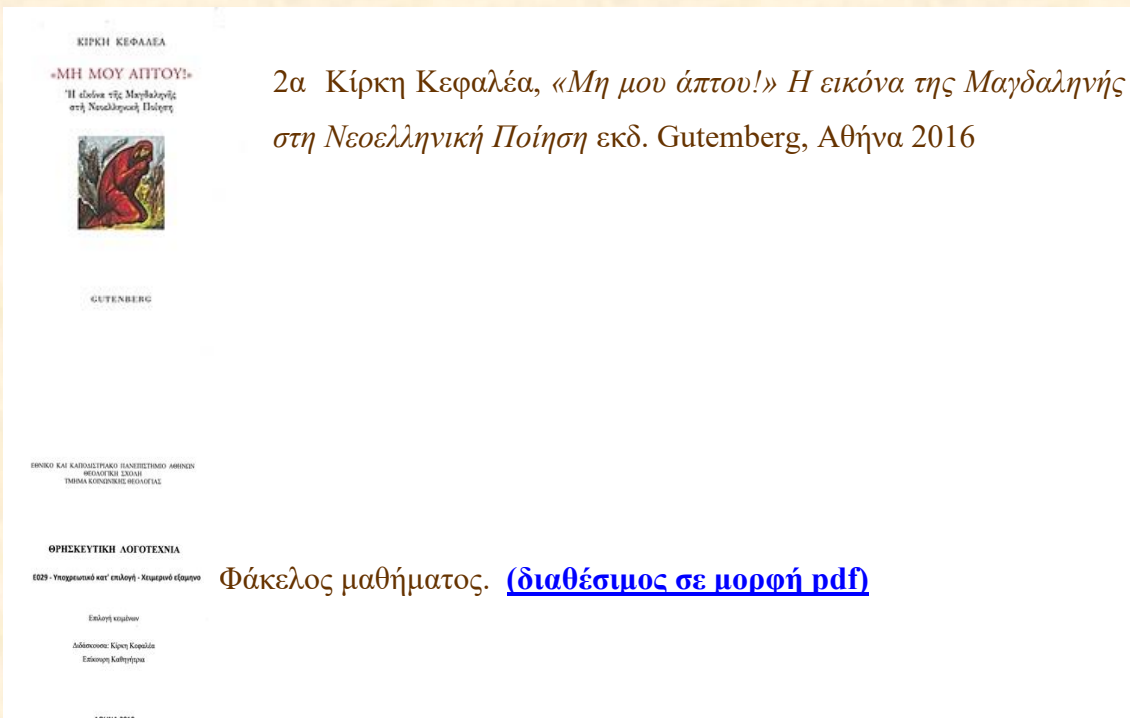 ΚΙΡΚΗ ΚΕΦΑΛΕΑ
«ΜΗ ΜΟΥ ΑΠΤΟΥ!»
Ἡ εἰκόνα τῆς Μαγδαληνῆς
στὴ Νεοελληνικὴ Ποίηση
GUTENBERG
2α Κίρκη Κεφαλέα, «Μη μου άπτου!» Η εικόνα της Μαγδαληνής
στη Νεοελληνική Ποίηση εκδ. Gutemberg, Αθήνα 2016
ΕΘΝΙΚΟ ΚΑΙ ΚΑΠΟΔΙΣΤΡΙΑΚΟ ΠΑΝΕΠΙΣΤΗΜΙΟ ΑΘΗΝΩΝ
ΘΕΟΛΟΓΙΚΗ ΣΧΟΛΗ
ΤΜΗΜΑ ΚΟΙΝΩΝΙΚΗΣ ΘΕΟΛΟΓΙΑΣ
ΘΡΗΣΚΕΥΤΙΚΗ ΛΟΓΟΤΕΧΝΙΑ
Ε029 - Υποχρεωτικό κατ' επιλογή - Χειμερινό εξαμηνο
Επιλογή κειμένων
Διδάσκουσα: Κίρκη Κεφαλέα
Επίκουρη Καθηγήτρια
Φάκελος μαθήματος. (διαθέσιμος σε μορφή pdf)